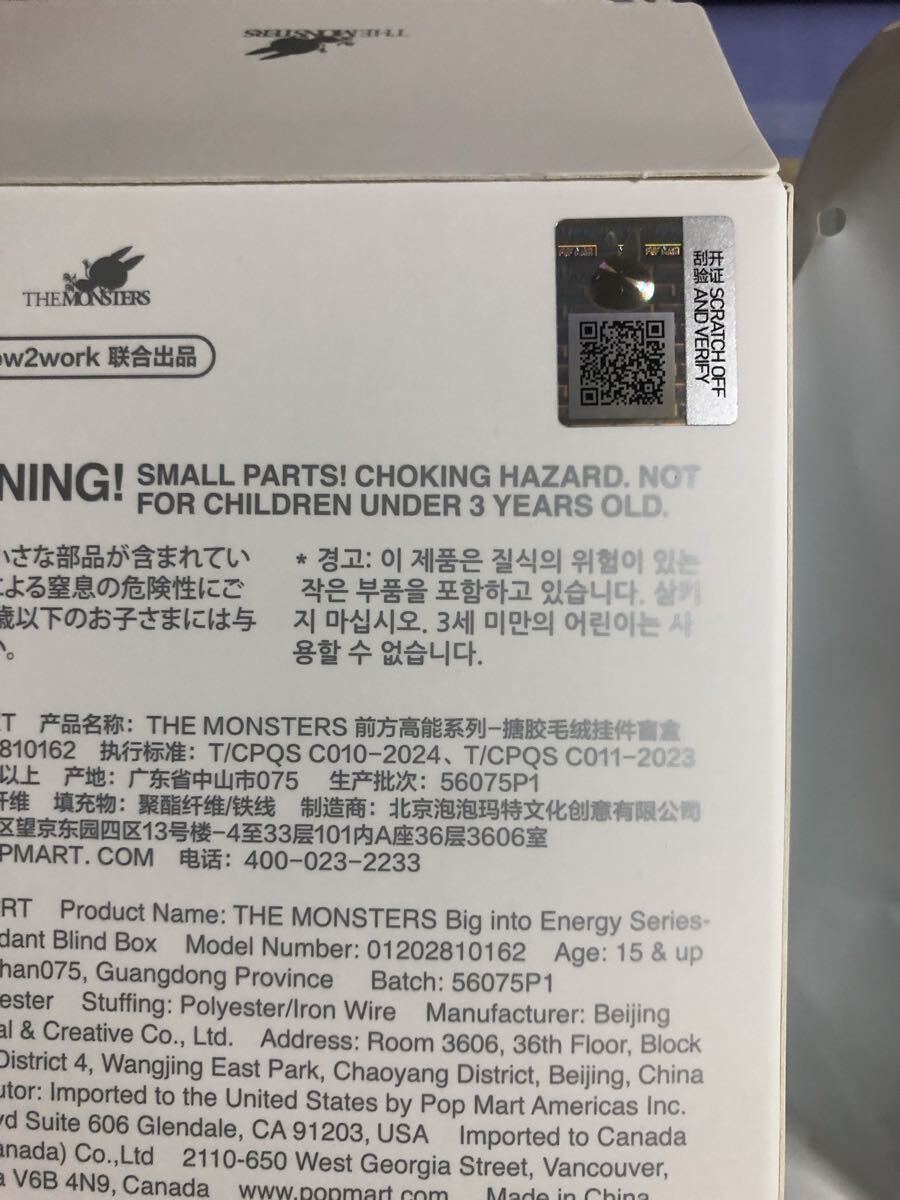 THE MONSTERS
POP MART
POP MART
开证 SCRATCH OFF
刮验 AND VERIFY
THE MONSTERS
ow2work 联合出品
NING! SMALL PARTS! CHOKING HAZARD. NOT
FOR CHILDREN UNDER 3 YEARS OLD.
小さな部品が含まれてい
よる窒息の危険性にご
歳以下のお子さまには与
。
* 경고: 이 제품은 질식의 위험이 있는
작은 부품을 포함하고 있습니다. 삼키
지 마십시오. 3세 미만의 어린이는 사
용할 수 없습니다.
T 产品名称: THE MONSTERS 前方高能系列-搪胶毛绒挂件盲盒
810162 执行标准: T/CPQS C010-2024、T/CPQS C011-2023
以上 产地: 广东省中山市075 生产批次: 56075P1
纤维 填充物: 聚酯纤维/铁线 制造商: 北京泡泡玛特文化创意有限公司
区望京东园四区13号楼-4至33层101内A座36层3606室
PMART. COM 电话: 400-023-2233
RT Product Name: THE MONSTERS Big into Energy Series-
dant Blind Box Model Number: 01202810162 Age: 15 & up
han075, Guangdong Province Batch: 56075P1
ester Stuffing: Polyester/Iron Wire Manufacturer: Beijing
al & Creative Co., Ltd. Address: Room 3606, 36th Floor, Block
District 4, Wangjing East Park, Chaoyang District, Beijing, China
utor: Imported to the United States by Pop Mart Americas Inc.
vd Suite 606 Glendale, CA 91203, USA Imported to Canada
anada) Co.,Ltd 2110-650 West Georgia Street, Vancouver,
a V6B 4N9, Canada www.popmart.com Made in China